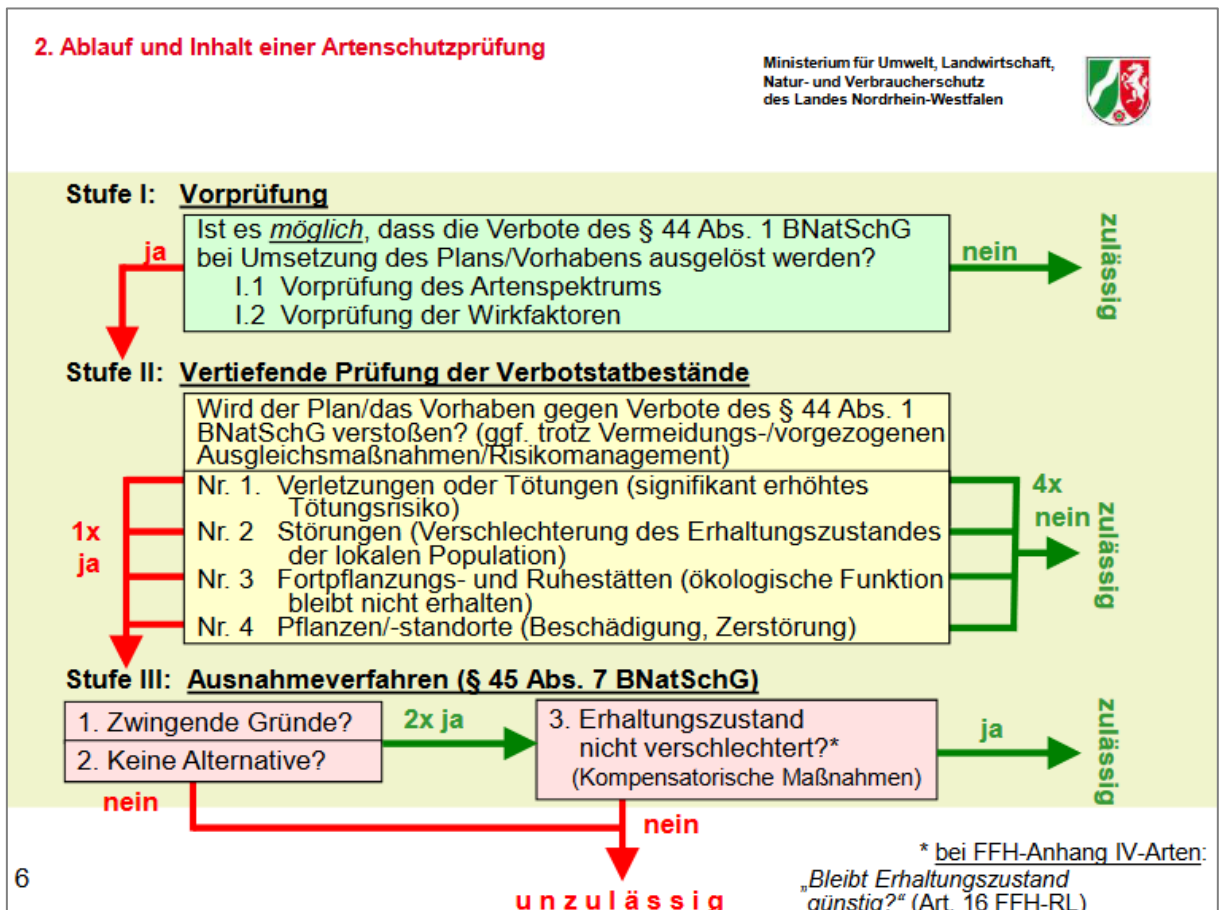 2. Ablauf und Inhalt einer Artenschutzprüfung
Ministerium für Umwelt, Landwirtschaft,
Natur- und Verbraucherschutz
des Landes Nordrhein-Westfalen
Stufe I: Vorprüfung
Ist es möglich, dass die Verbote des § 44 Abs. 1 BNatSchG
bei Umsetzung des Plans/Vorhabens ausgelöst werden?
I.1 Vorprüfung des Artenspektrums
I.2 Vorprüfung der Wirkfaktoren
ja
nein
zulässig
Stufe II: Vertiefende Prüfung der Verbotstatbestände
Wird der Plan/das Vorhaben gegen Verbote des § 44 Abs. 1
BNatSchG verstoßen? (ggf. trotz Vermeidungs-/vorgezogenen
Ausgleichsmaßnahmen/Risikomanagement)
Nr. 1. Verletzungen oder Tötungen (signifikant erhöhtes
Tötungsrisiko)
Nr. 2 Störungen (Verschlechterung des Erhaltungszustandes
der lokalen Population)
Nr. 3 Fortpflanzungs- und Ruhestätten (ökologische Funktion
bleibt nicht erhalten)
Nr. 4 Pflanzen/-standorte (Beschädigung, Zerstörung)
1x
ja
4x
nein
zulässig
Stufe III: Ausnahmeverfahren (§ 45 Abs. 7 BNatSchG)
1. Zwingende Gründe?
2. Keine Alternative?
2x ja
3. Erhaltungszustand
nicht verschlechtert?*
(Kompensatorische Maßnahmen)
ja
zulässig
nein
nein
unzulässig
* bei FFH-Anhang IV-Arten:
„Bleibt Erhaltungszustand
günstig?“ (Art. 16 FFH-RL)
6